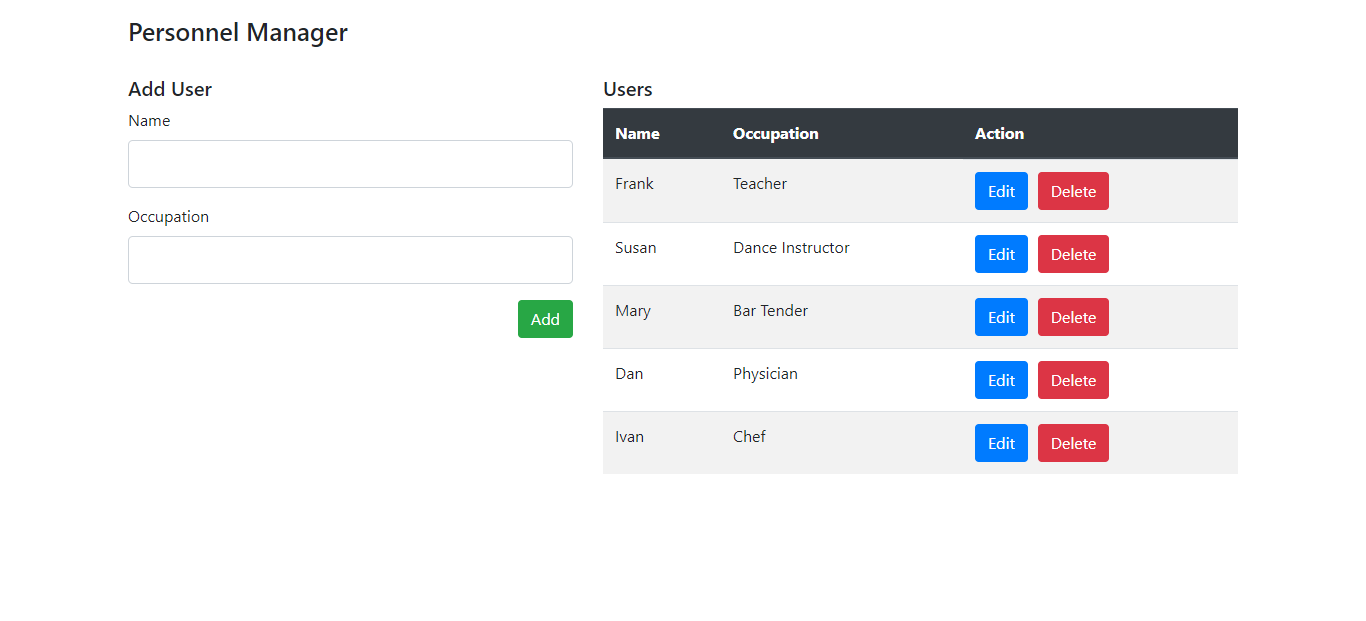 Personnel Manager
Add User
Name
Occupation
Add
Users
Name Occupation Action
Frank Teacher Edit Delete
Susan Dance Instructor Edit Delete
Mary Bar Tender Edit Delete
Dan Physician Edit Delete
Ivan Chef Edit Delete